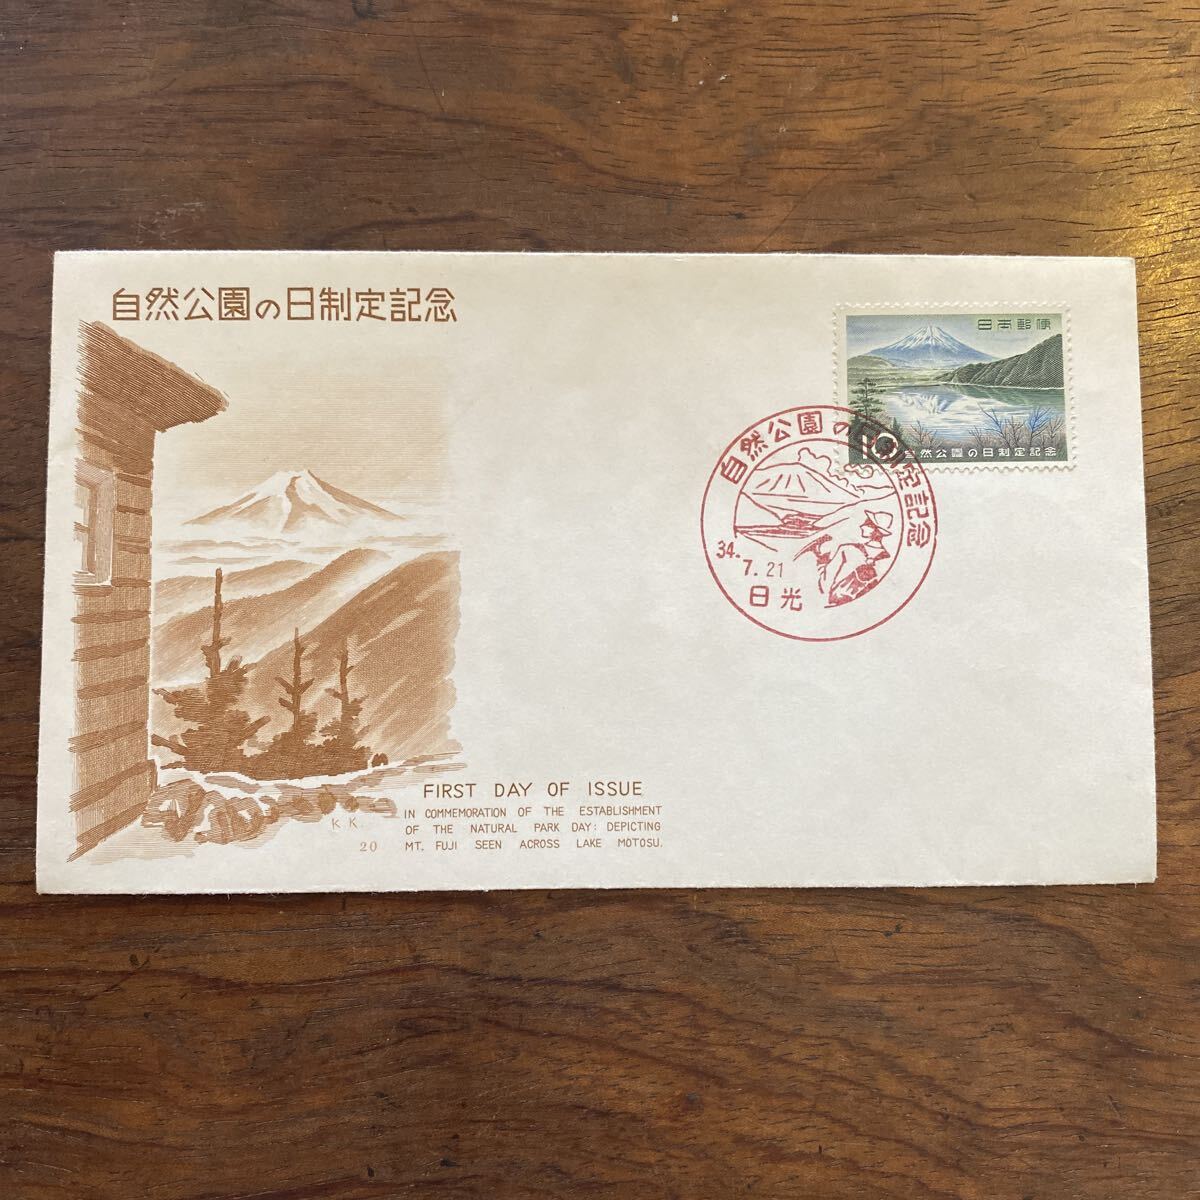 自然公園の日制定記念
日本郵便
10
自然公園の日制定記念
自然公園の日制定記念
34.
7.21
日光
FIRST DAY OF ISSUE
IN COMMEMORATION OF THE ESTABLISHMENT
OF THE NATURAL PARK DAY: DEPICTING
MT. FUJI SEEN ACROSS LAKE MOTOSU.
K K.
20